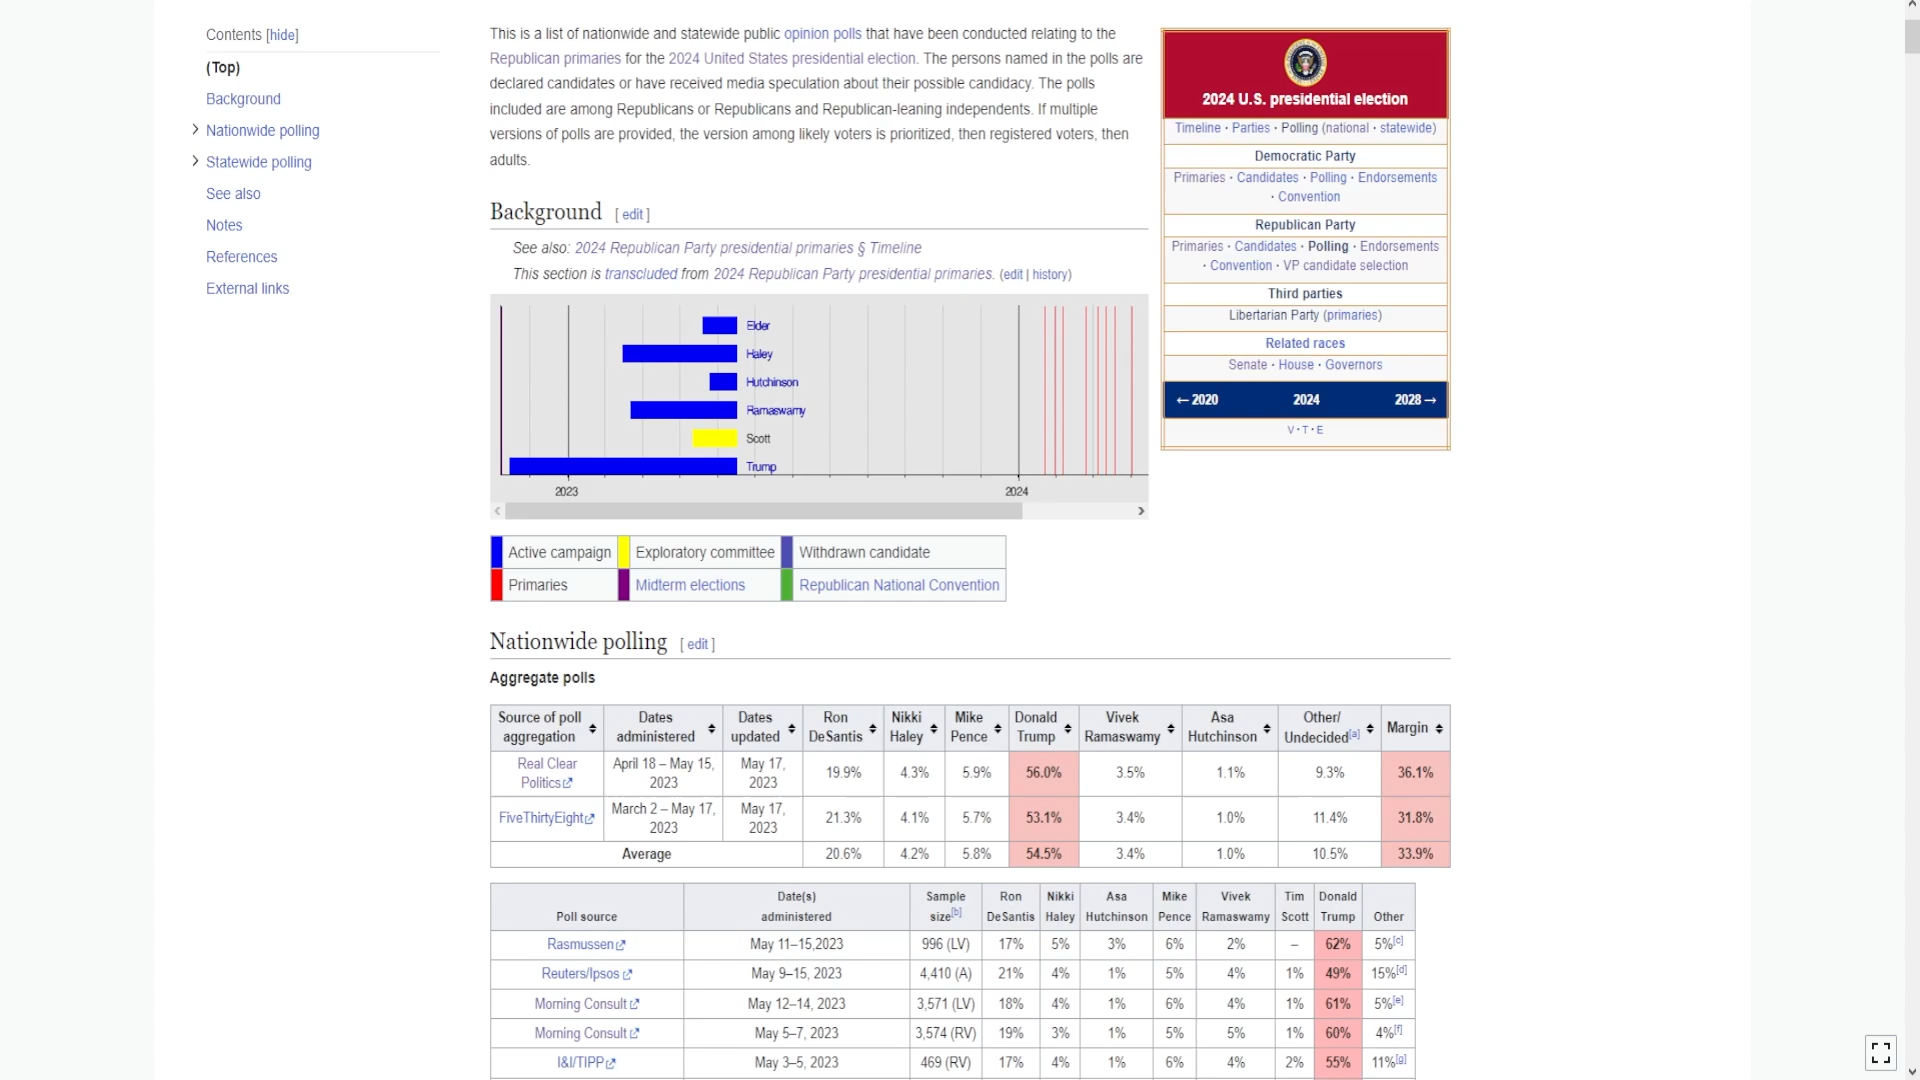 Contents [hide]
(Top)
Background
Nationwide polling
Statewide polling
See also
Notes
References
External links
This is a list of nationwide and statewide public opinion polls that have been conducted relating to the
Republican primaries for the 2024 United States presidential election. The persons named in the polls are
declared candidates or have received media speculation about their possible candidacy. The polls
included are among Republicans or Republicans and Republican-leaning independents. If multiple
versions of polls are provided, the version among likely voters is prioritized, then registered voters, then
adults.
Background [ edit ]
See also: 2024 Republican Party presidential primaries § Timeline
This section is transcluded from 2024 Republican Party presidential primaries. (edit | history)
Elder
Haley
Hutchinson
Ramaswamy
Scott
Trump
2023 2024
Active campaign Exploratory committee Withdrawn candidate
Primaries Midterm elections Republican National Convention
2024 U.S. presidential election
Timeline · Parties · Polling (national · statewide)
Democratic Party
Primaries · Candidates · Polling · Endorsements
· Convention
Republican Party
Primaries · Candidates · Polling · Endorsements
· Convention · VP candidate selection
Third parties
Libertarian Party (primaries)
Related races
Senate · House · Governors
← 2020 2024 2028 →
V · T · E
Nationwide polling [ edit ]
Aggregate polls
Source of poll Dates Dates Ron Nikki Mike Donald Vivek Asa Other/ Margin
aggregation administered updated DeSantis Haley Pence Trump Ramaswamy Hutchinson Undecided[a]
Real Clear April 18 – May 15, May 17, 19.9% 4.3% 5.9% 56.0% 3.5% 1.1% 9.3% 36.1%
Politics 2023 2023
FiveThirtyEight March 2 – May 17, May 17, 21.3% 4.1% 5.7% 53.1% 3.4% 1.0% 11.4% 31.8%
2023 2023
Average 20.6% 4.2% 5.8% 54.5% 3.4% 1.0% 10.5% 33.9%
Date(s) Sample Ron Nikki Asa Mike Vivek Tim Donald
Poll source administered size[b] DeSantis Haley Hutchinson Pence Ramaswamy Scott Trump Other
Rasmussen May 11–15,2023 996 (LV) 17% 5% 3% 6% 2% – 62% 5%[c]
Reuters/Ipsos May 9–15, 2023 4,410 (A) 21% 4% 1% 5% 4% 1% 49% 15%[d]
Morning Consult May 12–14, 2023 3,571 (LV) 18% 4% 1% 6% 4% 1% 61% 5%[e]
Morning Consult May 5–7, 2023 3,574 (RV) 19% 3% 1% 5% 5% 1% 60% 4%[f]
I&I/TIPP May 3–5, 2023 469 (RV) 17% 4% 1% 6% 4% 2% 55% 11%[g]